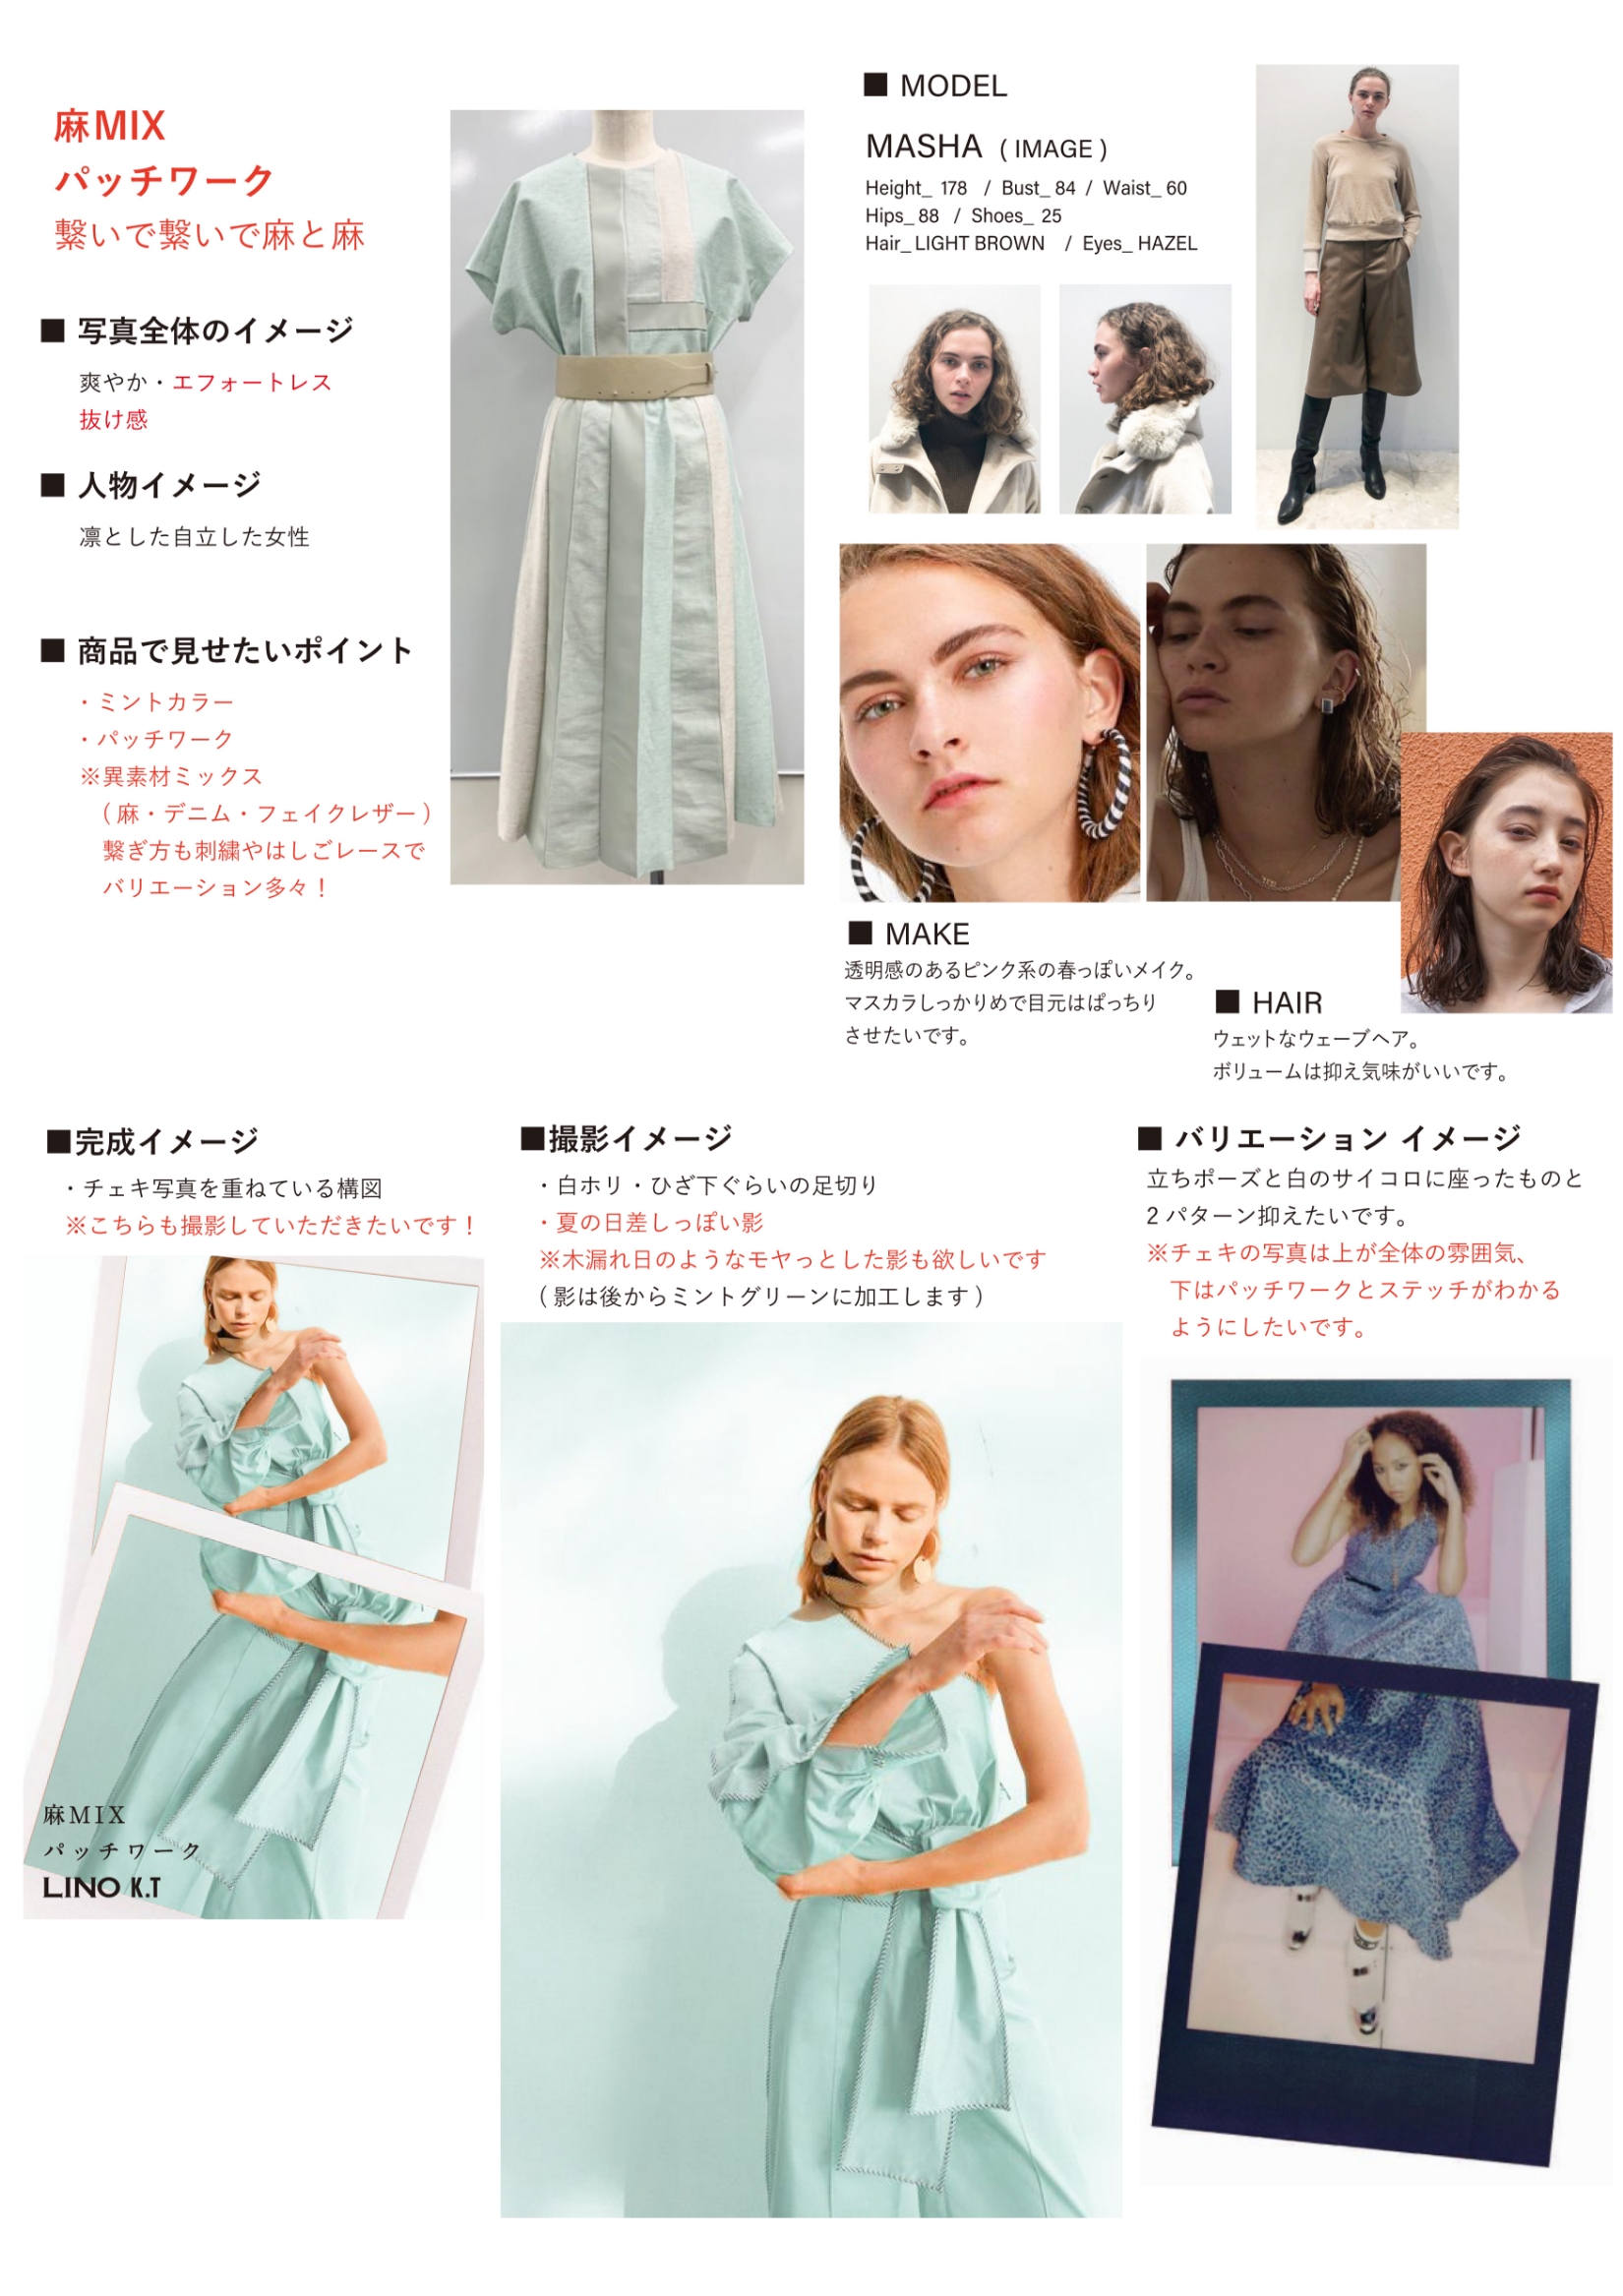 麻MIX
パッチワーク
繋いで繋いで麻と麻
■ 写真全体のイメージ
爽やか・エフォートレス
抜け感
■ 人物イメージ
凛とした自立した女性
■ 商品で見せたいポイント
・ミントカラー
・パッチワーク
※異素材ミックス
(麻・デニム・フェイクレザー)
繋ぎ方も刺繍やはしごレースで
バリエーション多々！
■ MODEL
MASHA ( IMAGE )
Height_ 178 / Bust_ 84 / Waist_ 60
Hips_ 88 / Shoes_ 25
Hair_ LIGHT BROWN / Eyes_ HAZEL
■ MAKE
透明感のあるピンク系の春っぽいメイク。
マスカラしっかりめで目元はぱっちり
させたいです。
■ HAIR
ウェットなウェーブヘア。
ボリュームは抑え気味がいいです。
■完成イメージ
・チェキ写真を重ねている構図
※こちらも撮影していただきたいです！
麻MIX
パッチワーク
LINO K.T
■撮影イメージ
・白ホリ・ひざ下ぐらいの足切り
・夏の日差しっぽい影
※木漏れ日のようなモヤっとした影も欲しいです
(影は後からミントグリーンに加工します)
■ バリエーション イメージ
立ちポーズと白のサイコロに座ったものと
2 パターン抑えたいです。
※チェキの写真は上が全体の雰囲気、
下はパッチワークとステッチがわかる
ようにしたいです。